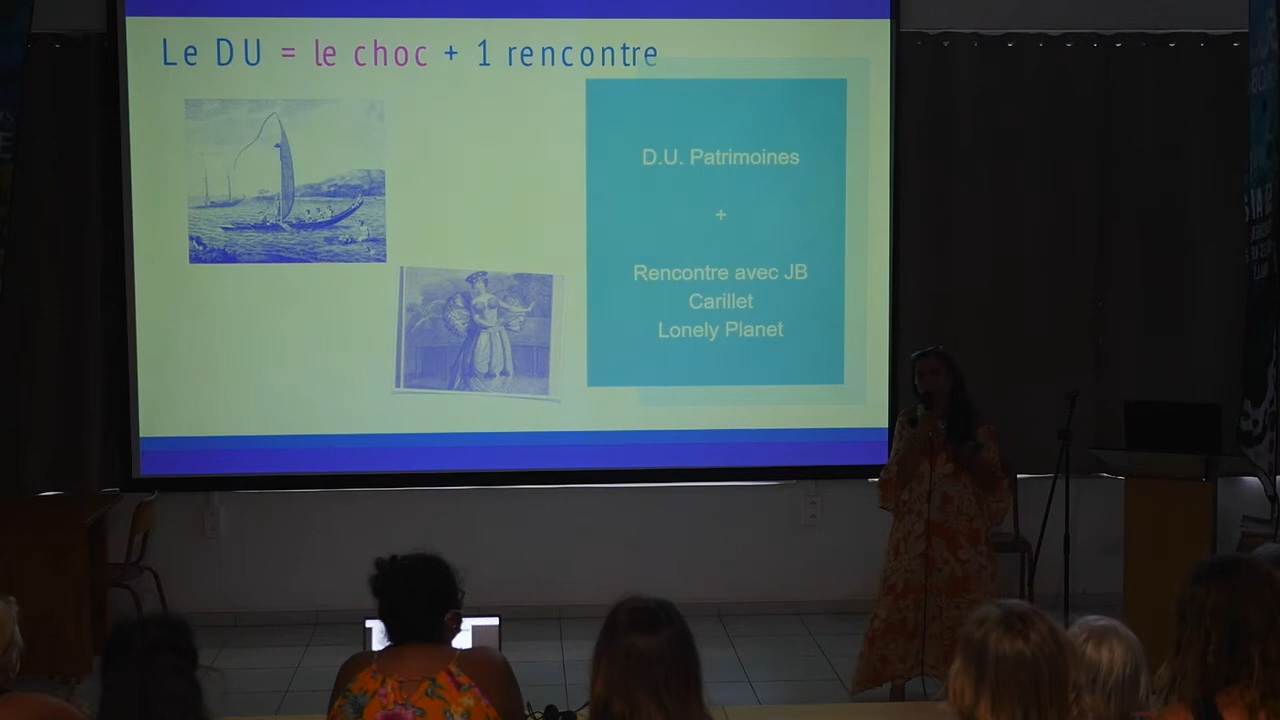 Le DU = le choc + 1 rencontre
D.U. Patrimoines
+
Rencontre avec JB
Carillet
Lonely Planet